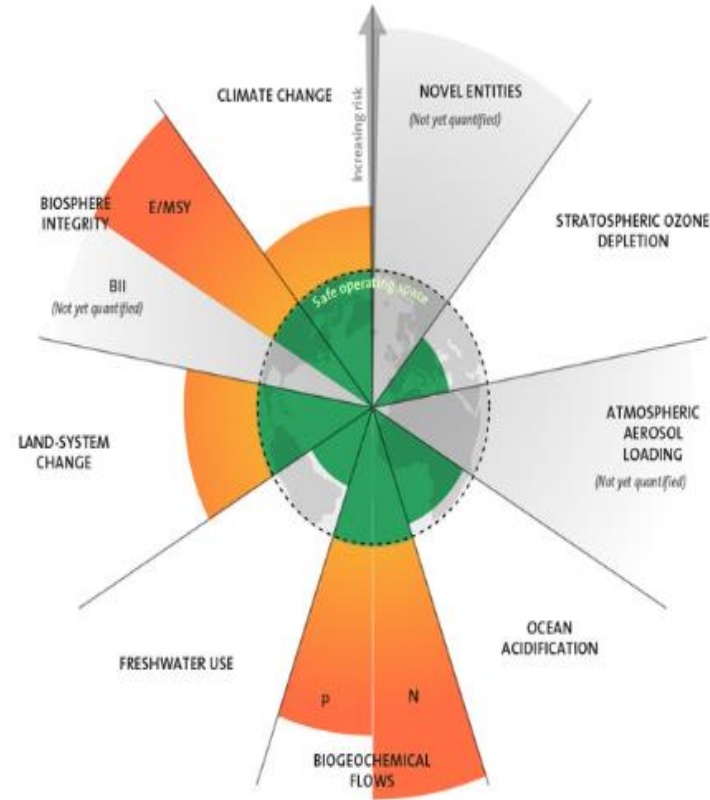 CLIMATE CHANGE
Increasing risk
NOVEL ENTITIES
(Not yet quantified)
STRATOSPHERIC OZONE
DEPLETION
BIOSPHERE
INTEGRITY
E/MSY
BII
(Not yet quantified)
Safe operating space
ATMOSPHERIC
AEROSOL
LOADING
(Not yet quantified)
LAND-SYSTEM
CHANGE
OCEAN
ACIDIFICATION
FRESHWATER USE
p
N
BIOGEOCHEMICAL
FLOWS